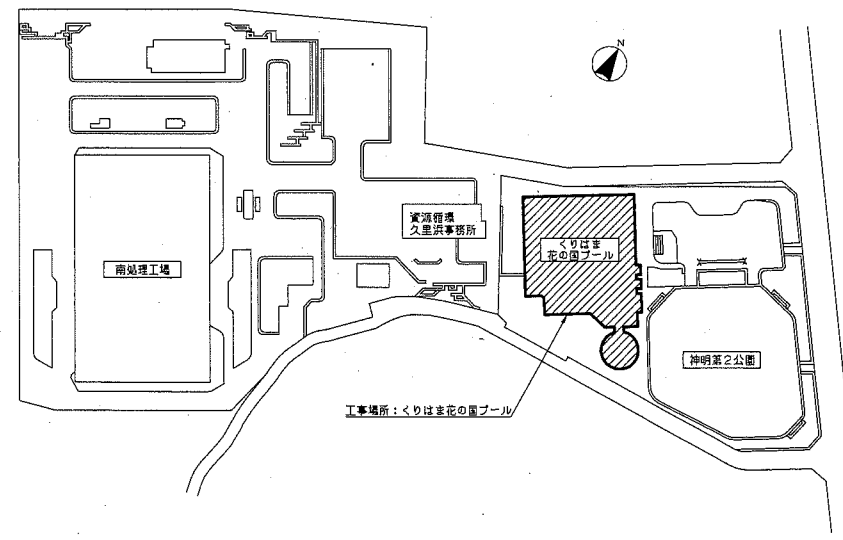 N
資源循環
久里浜事務所
くりはま
花の国プール
南処理工場
神明第2公園
工事場所：くりはま花の国プール